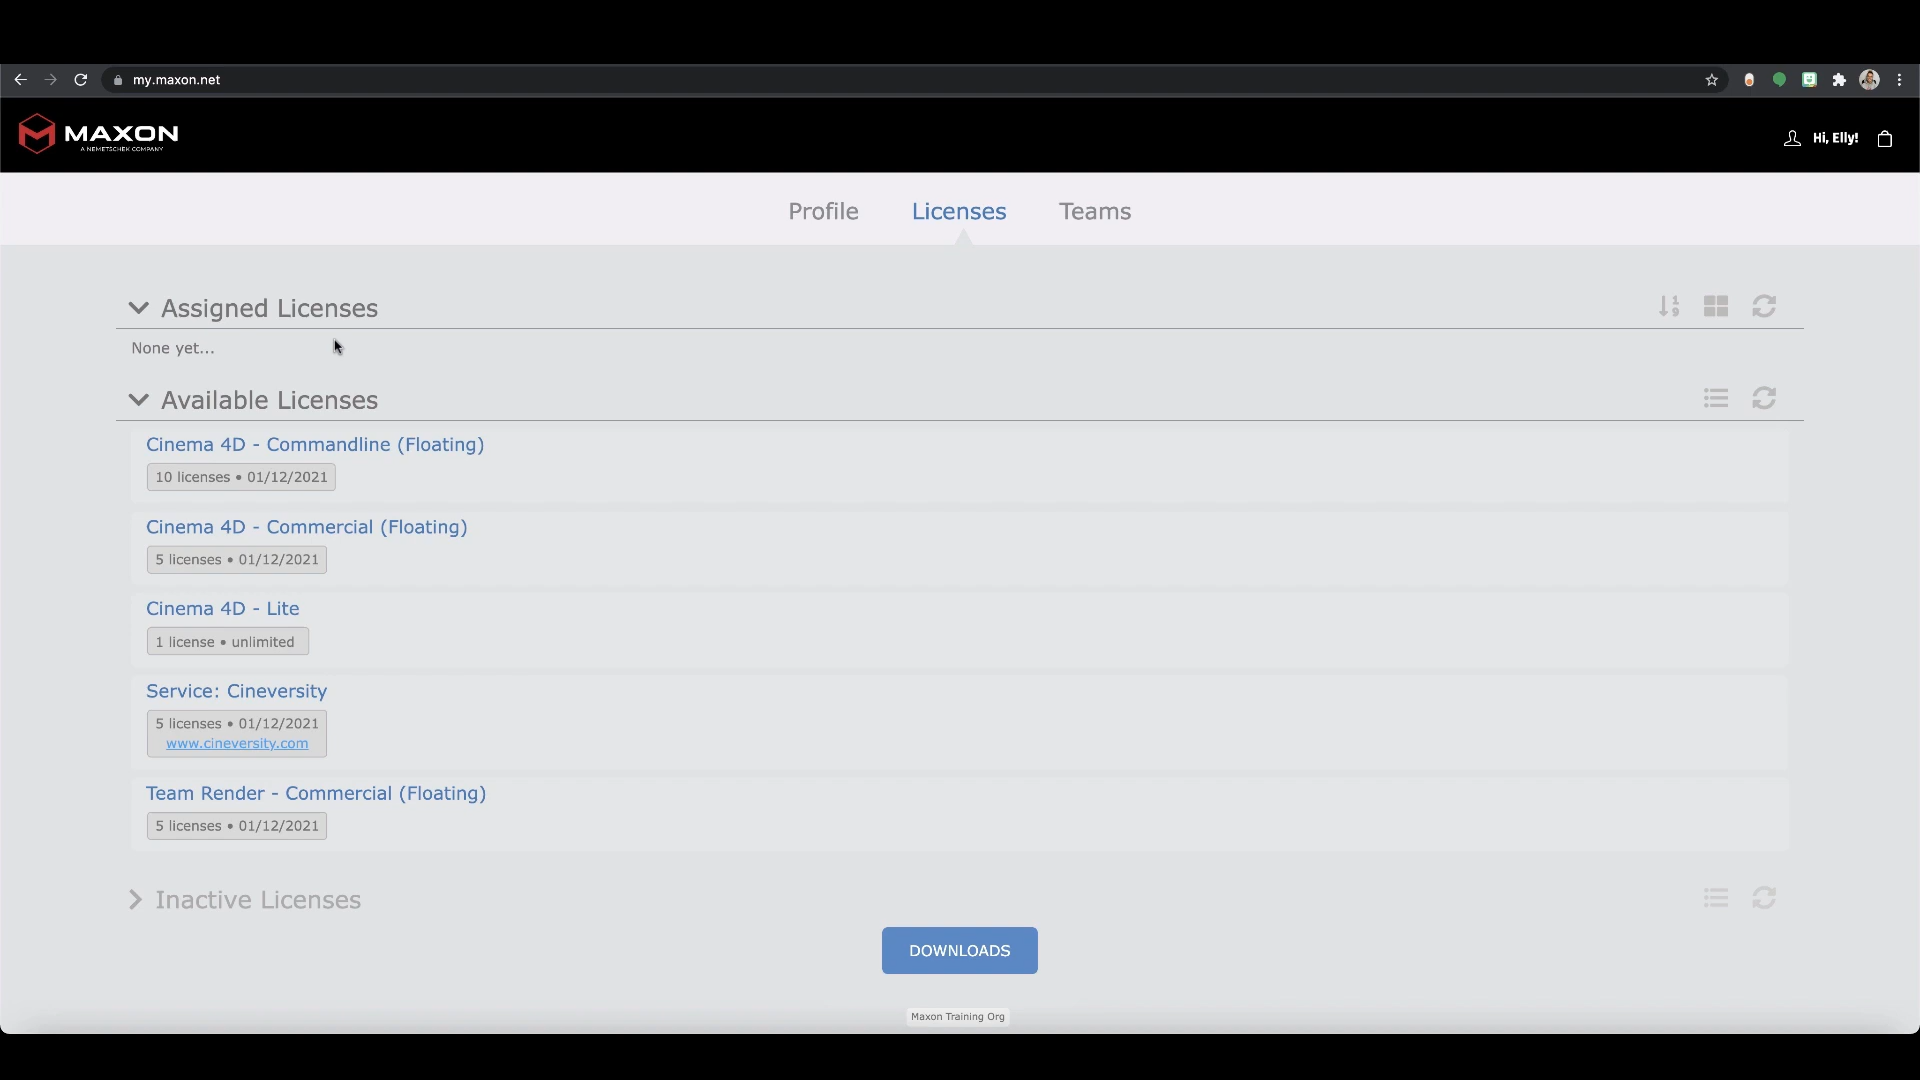 my.maxon.net
MAXON
A NEMETSCHEK COMPANY
Hi, Elly!
Profile
Licenses
Teams
Assigned Licenses
None yet...
Available Licenses
Cinema 4D - Commandline (Floating)
10 licenses • 01/12/2021
Cinema 4D - Commercial (Floating)
5 licenses • 01/12/2021
Cinema 4D - Lite
1 license • unlimited
Service: Cineversity
5 licenses • 01/12/2021
www.cineversity.com
Team Render - Commercial (Floating)
5 licenses • 01/12/2021
Inactive Licenses
DOWNLOADS
Maxon Training Org